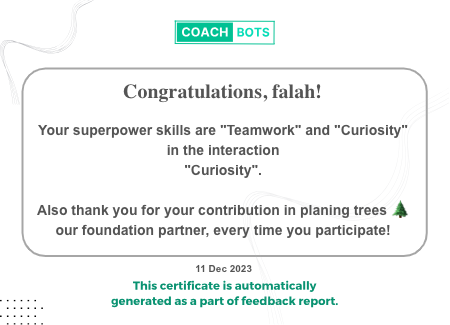 COACH BOTS
Congratulations, falah!
Your superpower skills are "Teamwork" and "Curiosity"
in the interaction
"Curiosity".
Also thank you for your contribution in planing trees 🌲
our foundation partner, every time you participate!
11 Dec 2023
This certificate is automatically
generated as a part of feedback report.